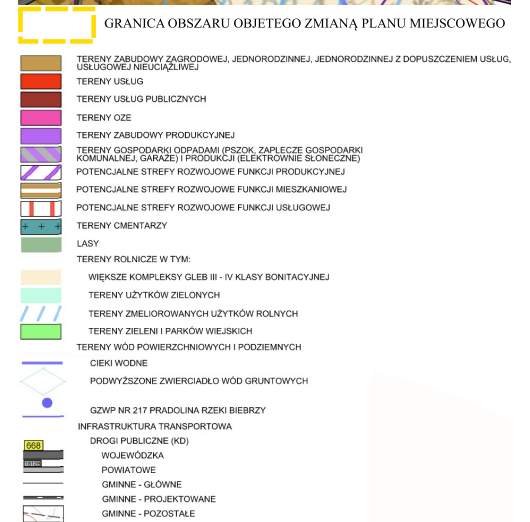 GRANICA OBSZARU OBJETEGO ZMIANĄ PLANU MIEJSCOWEGO
TERENY ZABUDOWY ZAGRODOWEJ, JEDNORODZINNEJ, JEDNORODZINNEJ Z DOPUSZCZENIEM USŁUG,
USŁUGOWEJ NIEUCIĄŻLIWEJ
TERENY USŁUG
TERENY USŁUG PUBLICZNYCH
TERENY OZE
TERENY ZABUDOWY PRODUKCYJNEJ
TERENY GOSPODARKI ODPADAMI (PSZOK, ZAPLECZE GOSPODARKI
KOMUNALNEJ, GARAŻE) I PRODUKCJI (ELEKTROWNIE SŁONECZNE)
POTENCJALNE STREFY ROZWOJOWE FUNKCJI PRODUKCYJNEJ
POTENCJALNE STREFY ROZWOJOWE FUNKCJI MIESZKANIOWEJ
POTENCJALNE STREFY ROZWOJOWE FUNKCJI USŁUGOWEJ
TERENY CMENTARZY
LASY
TERENY ROLNICZE W TYM:
WIĘKSZE KOMPLEKSY GLEB III - IV KLASY BONITACYJNEJ
TERENY UŻYTKÓW ZIELONYCH
TERENY ZMELIOROWANYCH UŻYTKÓW ROLNYCH
TERENY ZIELENI I PARKÓW WIEJSKICH
TERENY WÓD POWIERZCHNIOWYCH I PODZIEMNYCH
CIEKI WODNE
PODWYŻSZONE ZWIERCIADŁO WÓD GRUNTOWYCH
GZWP NR 217 PRADOLINA RZEKI BIEBRZY
INFRASTRUKTURA TRANSPORTOWA
DROGI PUBLICZNE (KD)
668
WOJEWÓDZKA
POWIATOWE
GMINNE - GŁÓWNE
GMINNE - PROJEKTOWANE
GMINNE - POZOSTAŁE